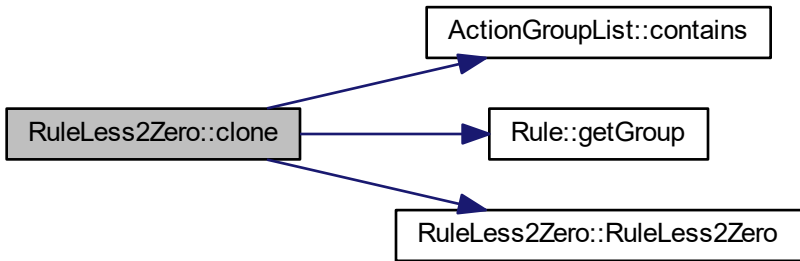 ActionGroupList::contains
RuleLess2Zero::clone
Rule::getGroup
RuleLess2Zero::RuleLess2Zero